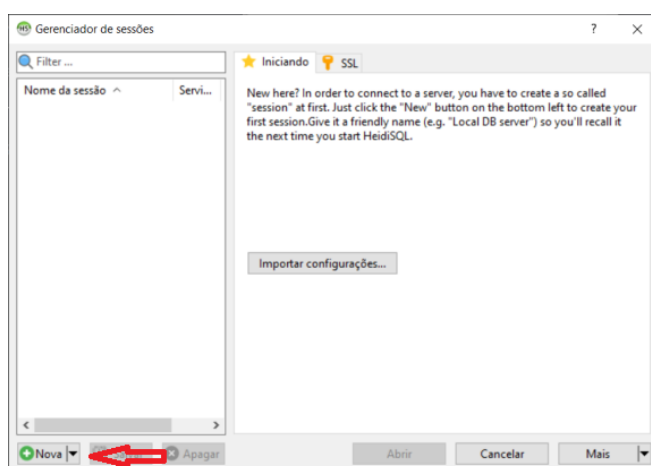 Gerenciador de sessões
Filter ...
Nome da sessão Servi...
Iniciando SSL
New here? In order to connect to a server, you have to create a so called
"session" at first. Just click the "New" button on the bottom left to create your
first session.Give it a friendly name (e.g. "Local DB server") so you'll recall it
the next time you start HeidiSQL.
Importar configurações...
Nova Apagar Abrir Cancelar Mais